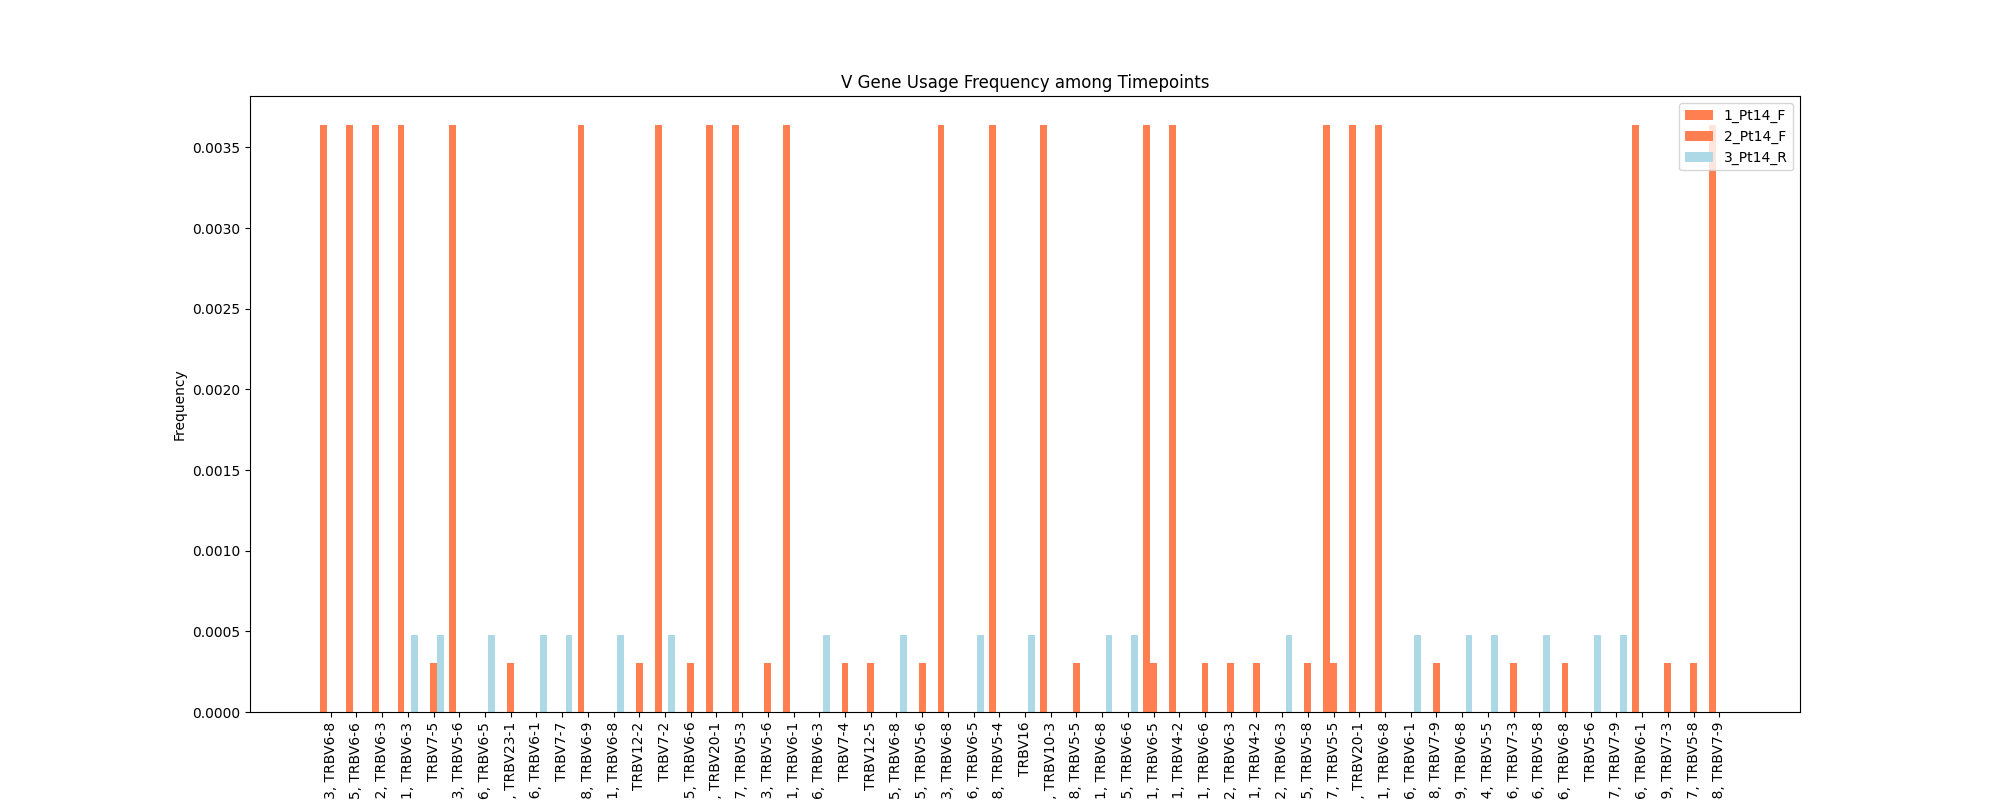 V Gene Usage Frequency among Timepoints
1_Pt14_F
2_Pt14_F
3_Pt14_R
0.0035
0.0030
0.0025
0.0020
0.0015
0.0010
0.0005
0.0000
Frequency
3, TRBV6-8
5, TRBV6-6
2, TRBV6-3
1, TRBV6-3
TRBV7-5
3, TRBV5-6
6, TRBV6-5
, TRBV23-1
6, TRBV6-1
TRBV7-7
8, TRBV6-9
1, TRBV6-8
TRBV12-2
TRBV7-2
5, TRBV6-6
, TRBV20-1
7, TRBV5-3
3, TRBV5-6
1, TRBV6-1
6, TRBV6-3
TRBV7-4
TRBV12-5
5, TRBV6-8
5, TRBV5-6
3, TRBV6-8
6, TRBV6-5
8, TRBV5-4
TRBV16
, TRBV10-3
8, TRBV5-5
1, TRBV6-8
5, TRBV6-6
1, TRBV6-5
1, TRBV4-2
1, TRBV6-6
2, TRBV6-3
1, TRBV4-2
2, TRBV6-3
5, TRBV5-8
7, TRBV5-5
, TRBV20-1
1, TRBV6-8
6, TRBV6-1
8, TRBV7-9
9, TRBV6-8
4, TRBV5-5
6, TRBV7-3
6, TRBV5-8
6, TRBV6-8
TRBV5-6
7, TRBV7-9
6, TRBV6-1
9, TRBV7-3
7, TRBV5-8
8, TRBV7-9